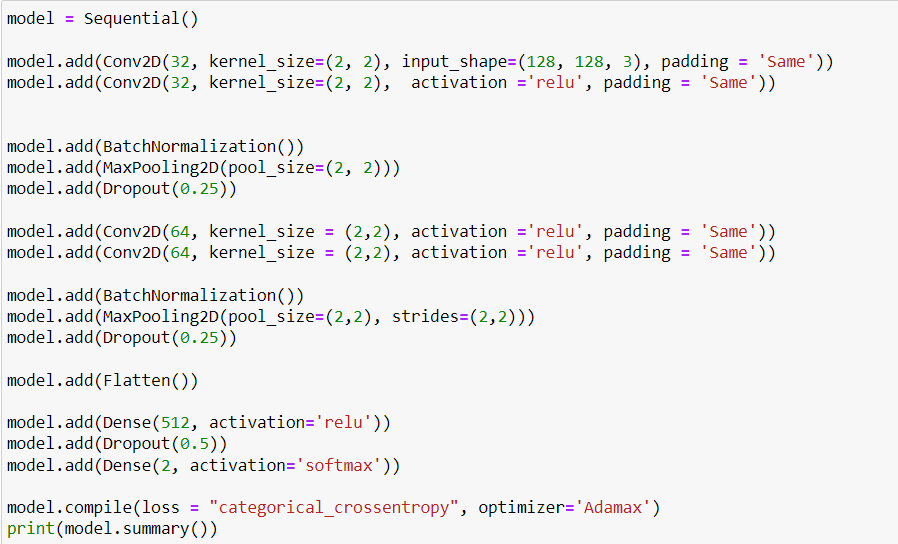 model = Sequential()
model.add(Conv2D(32, kernel_size=(2, 2), input_shape=(128, 128, 3), padding = 'Same'))
model.add(Conv2D(32, kernel_size=(2, 2),  activation ='relu', padding = 'Same'))
model.add(BatchNormalization())
model.add(MaxPooling2D(pool_size=(2, 2)))
model.add(Dropout(0.25))
model.add(Conv2D(64, kernel_size = (2,2), activation ='relu', padding = 'Same'))
model.add(Conv2D(64, kernel_size = (2,2), activation ='relu', padding = 'Same'))
model.add(BatchNormalization())
model.add(MaxPooling2D(pool_size=(2,2), strides=(2,2)))
model.add(Dropout(0.25))
model.add(Flatten())
model.add(Dense(512, activation='relu'))
model.add(Dropout(0.5))
model.add(Dense(2, activation='softmax'))
model.compile(loss = "categorical_crossentropy", optimizer='Adamax')
print(model.summary())